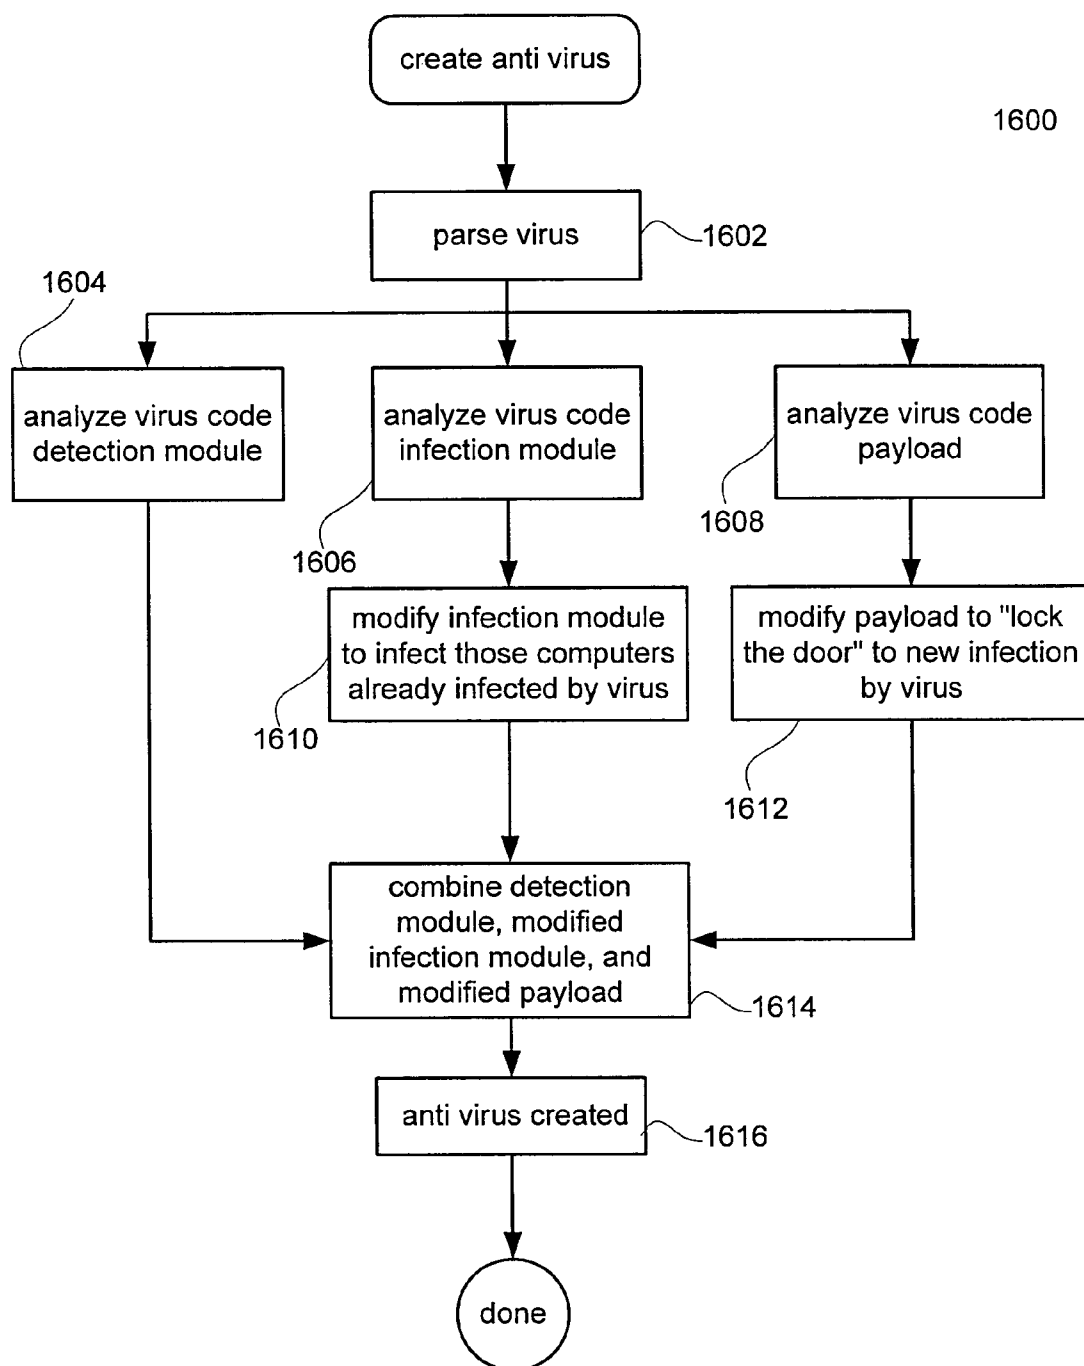 create anti virus
1600
parse virus
1602
1604
analyze virus code
detection module
analyze virus code
infection module
analyze virus code
payload
1606
1608
modify infection module
to infect those computers
already infected by virus
modify payload to "lock
the door" to new infection
by virus
1610
1612
combine detection
module, modified
infection module, and
modified payload
1614
anti virus created
1616
done